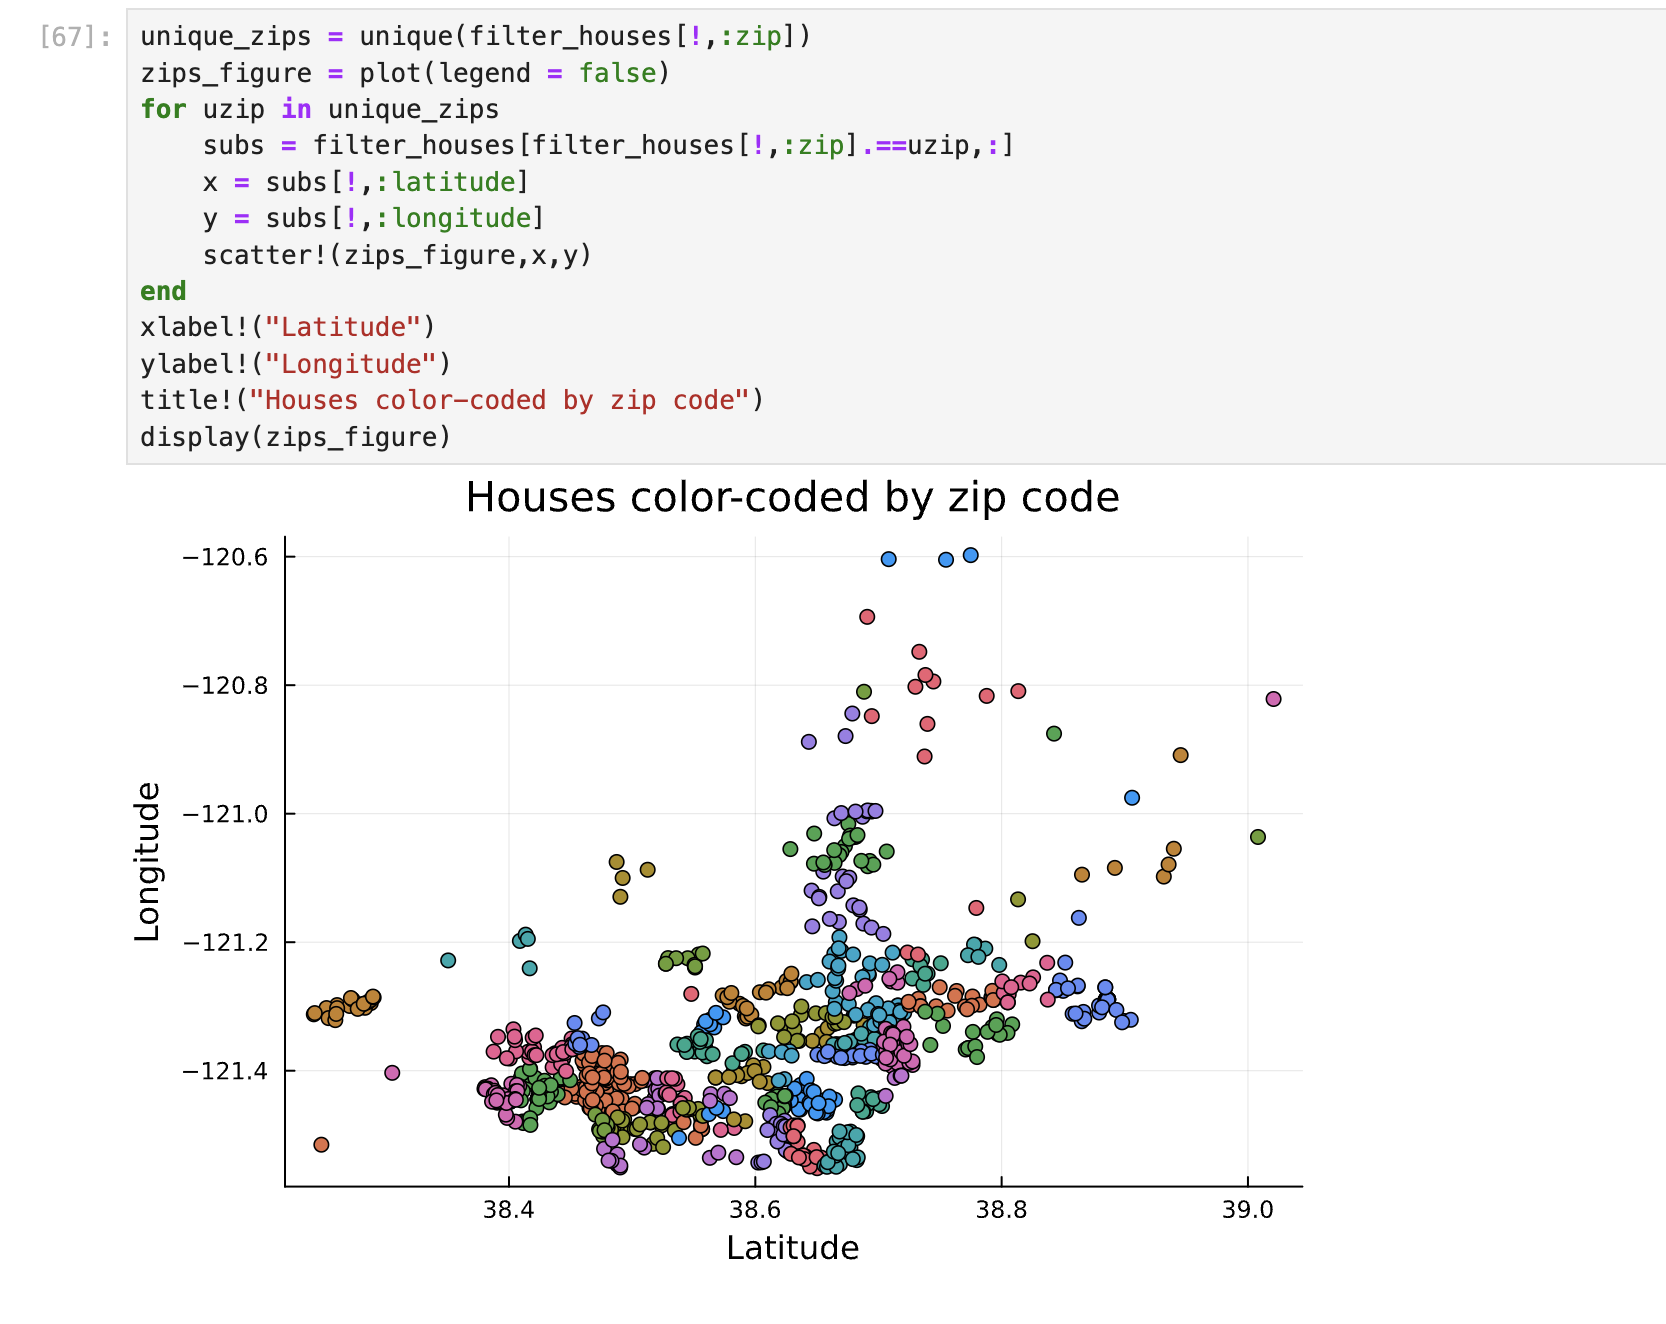 [67]:
unique_zips = unique(filter_houses[!,:zip])
zips_figure = plot(legend = false)
for uzip in unique_zips
    subs = filter_houses[filter_houses[!,:zip].==uzip,:]
    x = subs[!,:latitude]
    y = subs[!,:longitude]
    scatter!(zips_figure,x,y)
end
xlabel!("Latitude")
ylabel!("Longitude")
title!("Houses color-coded by zip code")
display(zips_figure)
Houses color-coded by zip code
−120.6
−120.8
−121.0
−121.2
−121.4
Longitude
38.4 38.6 38.8 39.0
Latitude